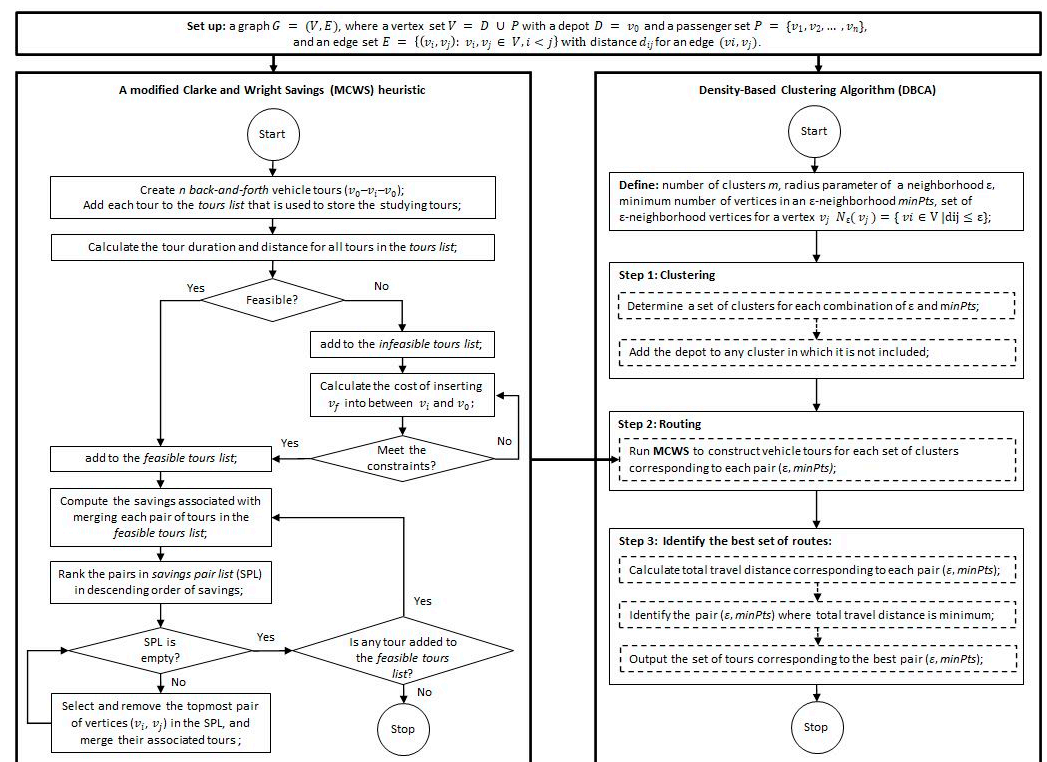 Set up: a graph G = (V, E), where a vertex set V = D ∪ P with a depot D = v₀ and a passenger set P = {v₁, v₂, … , vₙ},
and an edge set E = {(vᵢ, vⱼ): vᵢ, vⱼ ∈ V, i < j} with distance dᵢⱼ for an edge (vi, vⱼ).
A modified Clarke and Wright Savings (MCWS) heuristic
Start
Create n back-and-forth vehicle tours (v₀–vᵢ–v₀);
Add each tour to the tours list that is used to store the studying tours;
Calculate the tour duration and distance for all tours in the tours list;
Feasible?
Yes
No
add to the infeasible tours list;
Calculate the cost of inserting
v_f into between vᵢ and v₀;
Meet the
constraints?
Yes
No
add to the feasible tours list;
Compute the savings associated with
merging each pair of tours in the
feasible tours list;
Rank the pairs in savings pair list (SPL)
in descending order of savings;
SPL is
empty?
Yes
No
Is any tour added to
the feasible tours
list?
Yes
No
Select and remove the topmost pair
of vertices (vᵢ, vⱼ) in the SPL, and
merge their associated tours;
Stop
Density-Based Clustering Algorithm (DBCA)
Start
Define: number of clusters m, radius parameter of a neighborhood ε,
minimum number of vertices in an ε-neighborhood minPts, set of
ε-neighborhood vertices for a vertex vⱼ N_ε( vⱼ ) = { vi ∈ V |dij ≤ ε};
Step 1: Clustering
Determine a set of clusters for each combination of ε and minPts;
Add the depot to any cluster in which it is not included;
Step 2: Routing
Run MCWS to construct vehicle tours for each set of clusters
corresponding to each pair (ε, minPts);
Step 3: Identify the best set of routes:
Calculate total travel distance corresponding to each pair (ε, minPts);
Identify the pair (ε, minPts) where total travel distance is minimum;
Output the set of tours corresponding to the best pair (ε, minPts);
Stop